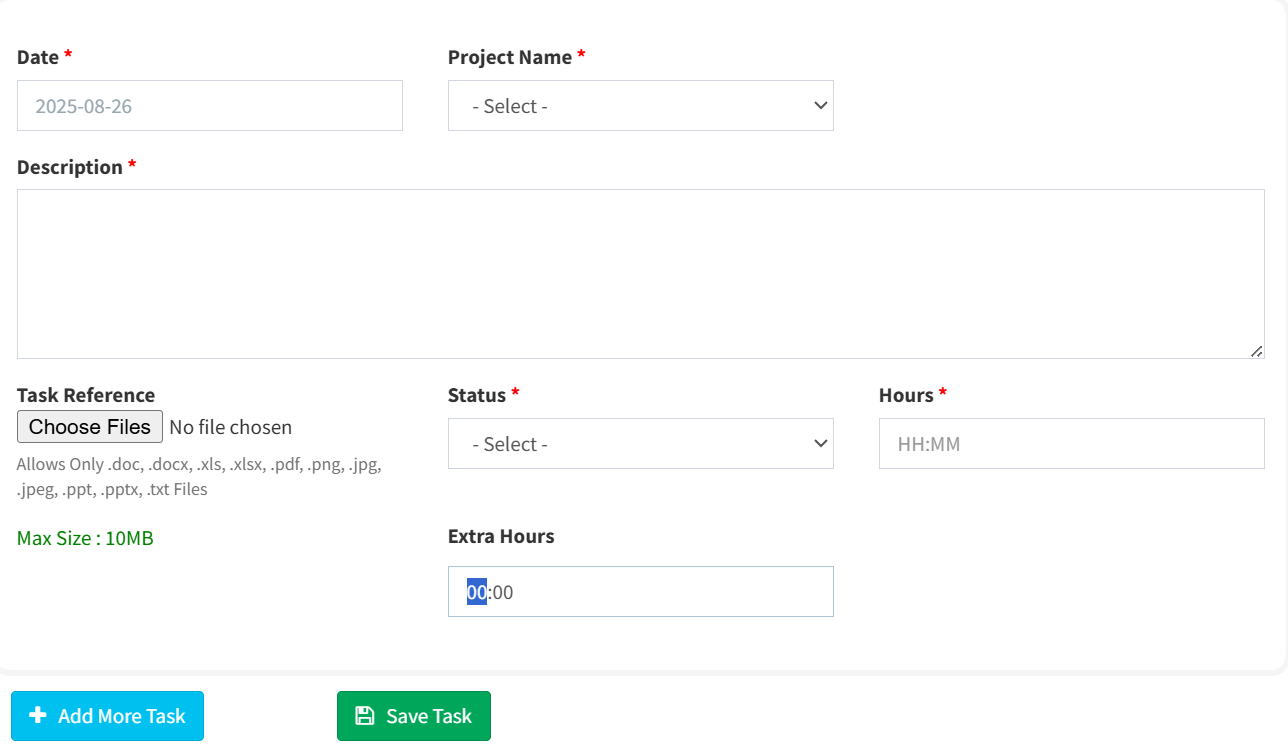 Date *
Project Name *
2025-08-26
- Select -
Description *
Task Reference
Status *
Hours *
Choose Files No file chosen
- Select -
HH:MM
Allows Only .doc, .docx, .xls, .xlsx, .pdf, .png, .jpg,
.jpeg, .ppt, .pptx, .txt Files
Max Size : 10MB
Extra Hours
00:00
Add More Task
Save Task